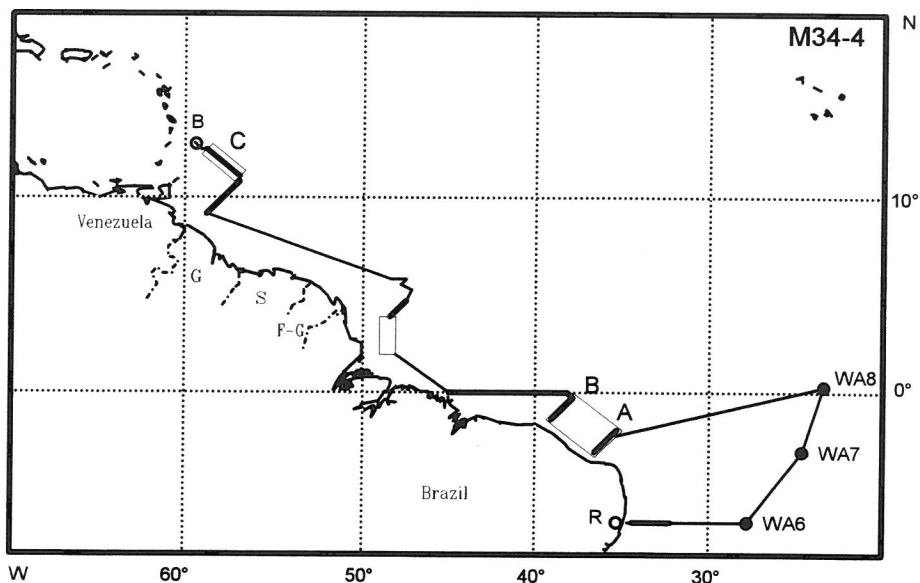 N
M34-4
B
C
10°
Venezuela
G
S
F-G
B
A
WA8
0°
WA7
Brazil
R
WA6
W
60°
50°
40°
30°